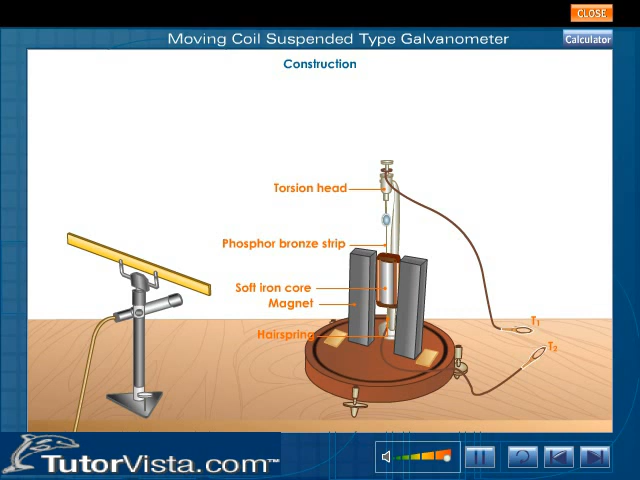 CLOSE
Moving Coil Suspended Type Galvanometer
Calculator
Construction
Torsion head
Phosphor bronze strip
Soft iron core
Magnet
Hairspring
T1
T2
TutorVista.com™